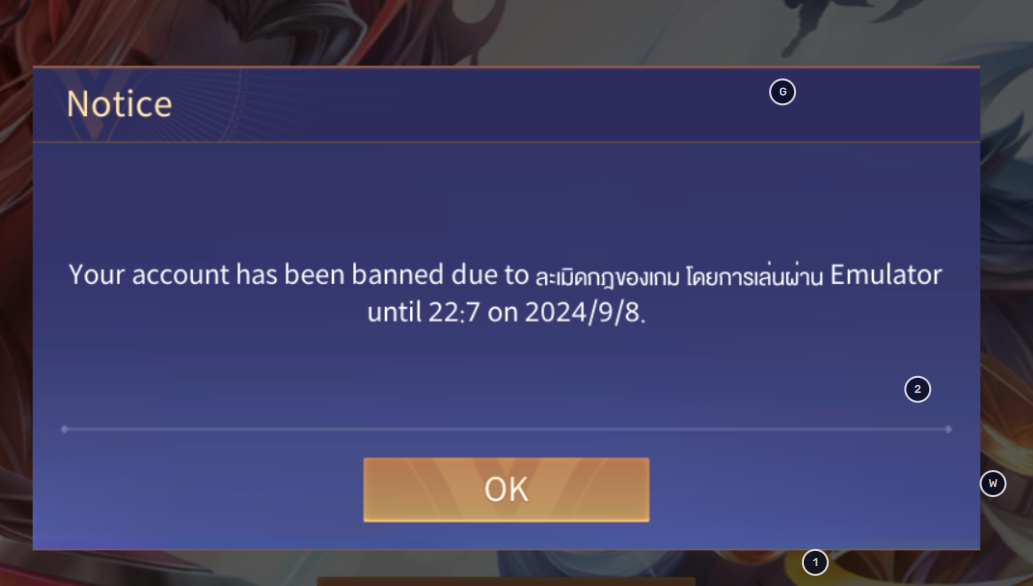 Notice
G
Your account has been banned due to ละเมิดกฎของเกม โดยการเล่นผ่าน Emulator
until 22:7 on 2024/9/8.
2
OK
W
1